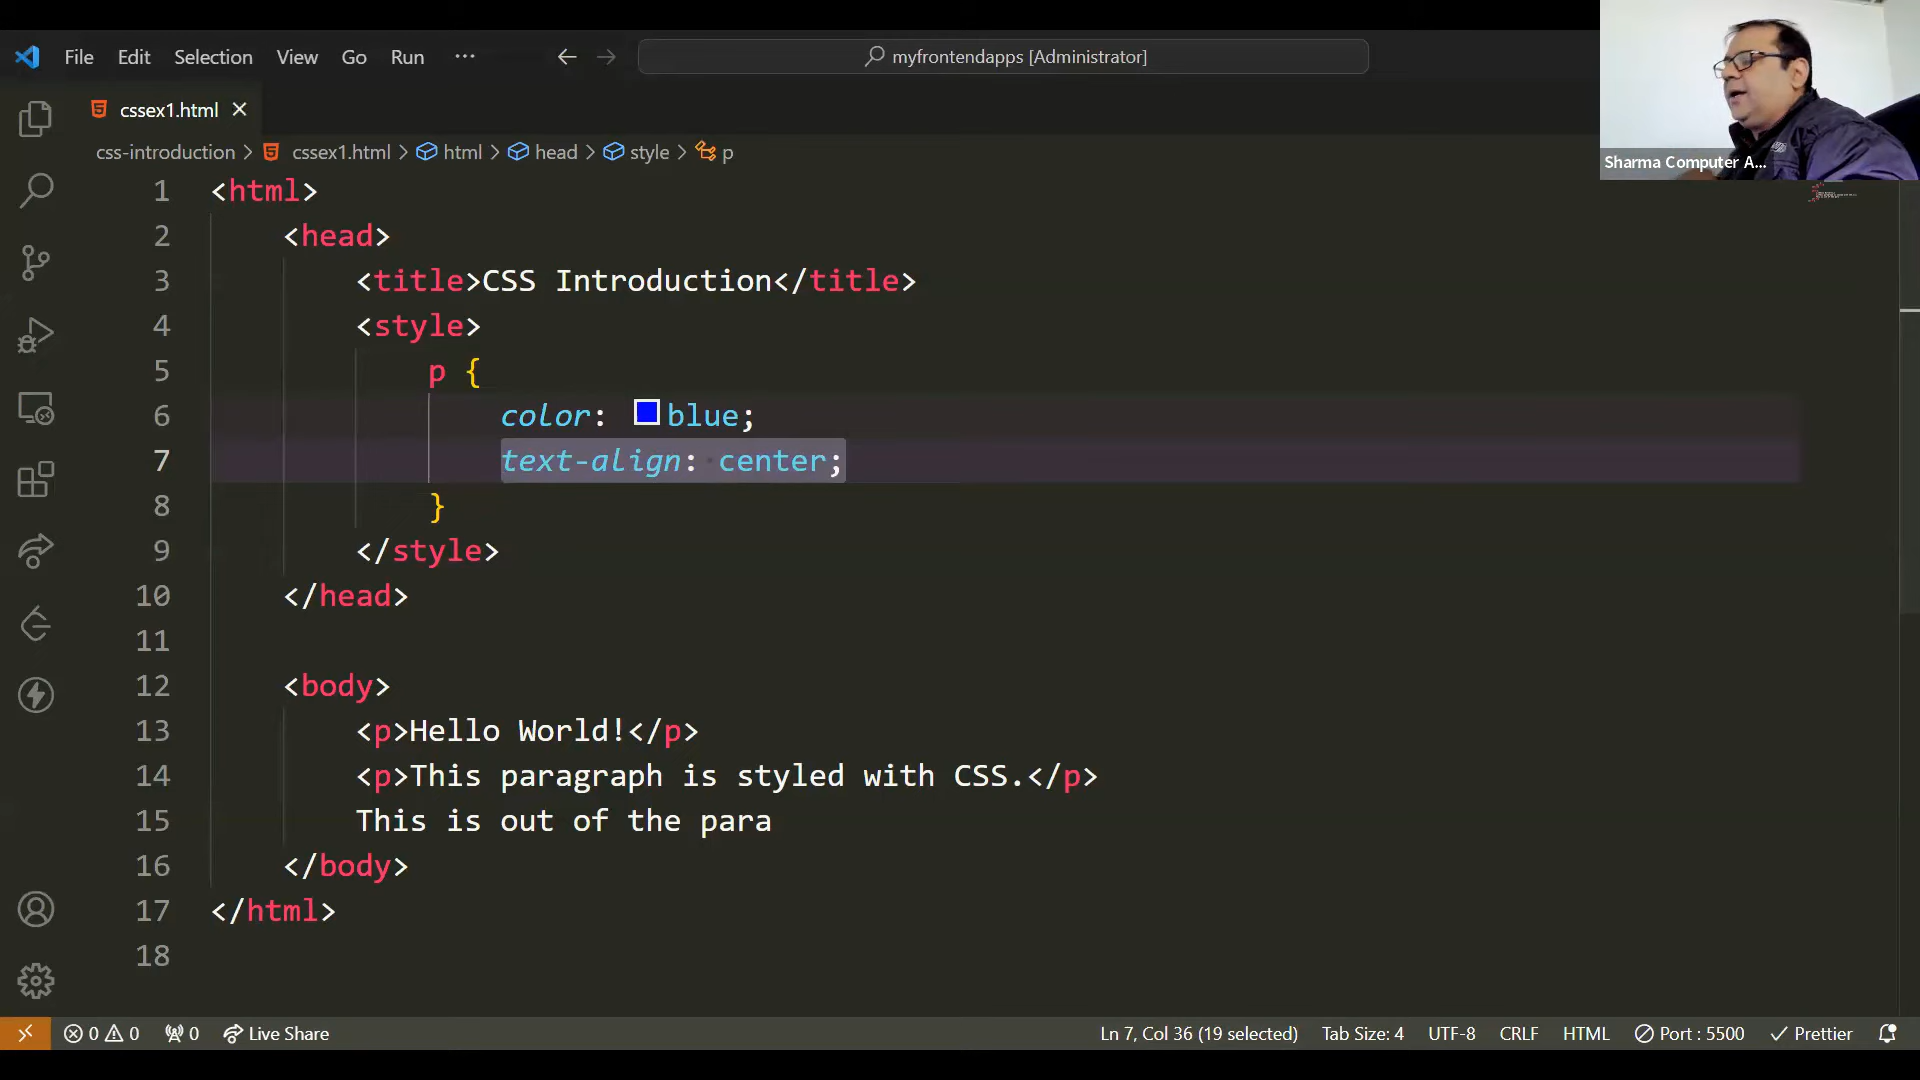 File Edit Selection View Go Run ··· myfrontendapps [Administrator]
Sharma Computer A...
cssex1.html
css-introduction > cssex1.html > html > head > style > p
1 <html>
2 <head>
3 <title>CSS Introduction</title>
4 <style>
5 p {
6 color: blue;
7 text-align: center;
8 }
9 </style>
10 </head>
11
12 <body>
13 <p>Hello World!</p>
14 <p>This paragraph is styled with CSS.</p>
15 This is out of the para
16 </body>
17 </html>
18
0 0 0 Live Share Ln 7, Col 36 (19 selected) Tab Size: 4 UTF-8 CRLF HTML Port : 5500 Prettier